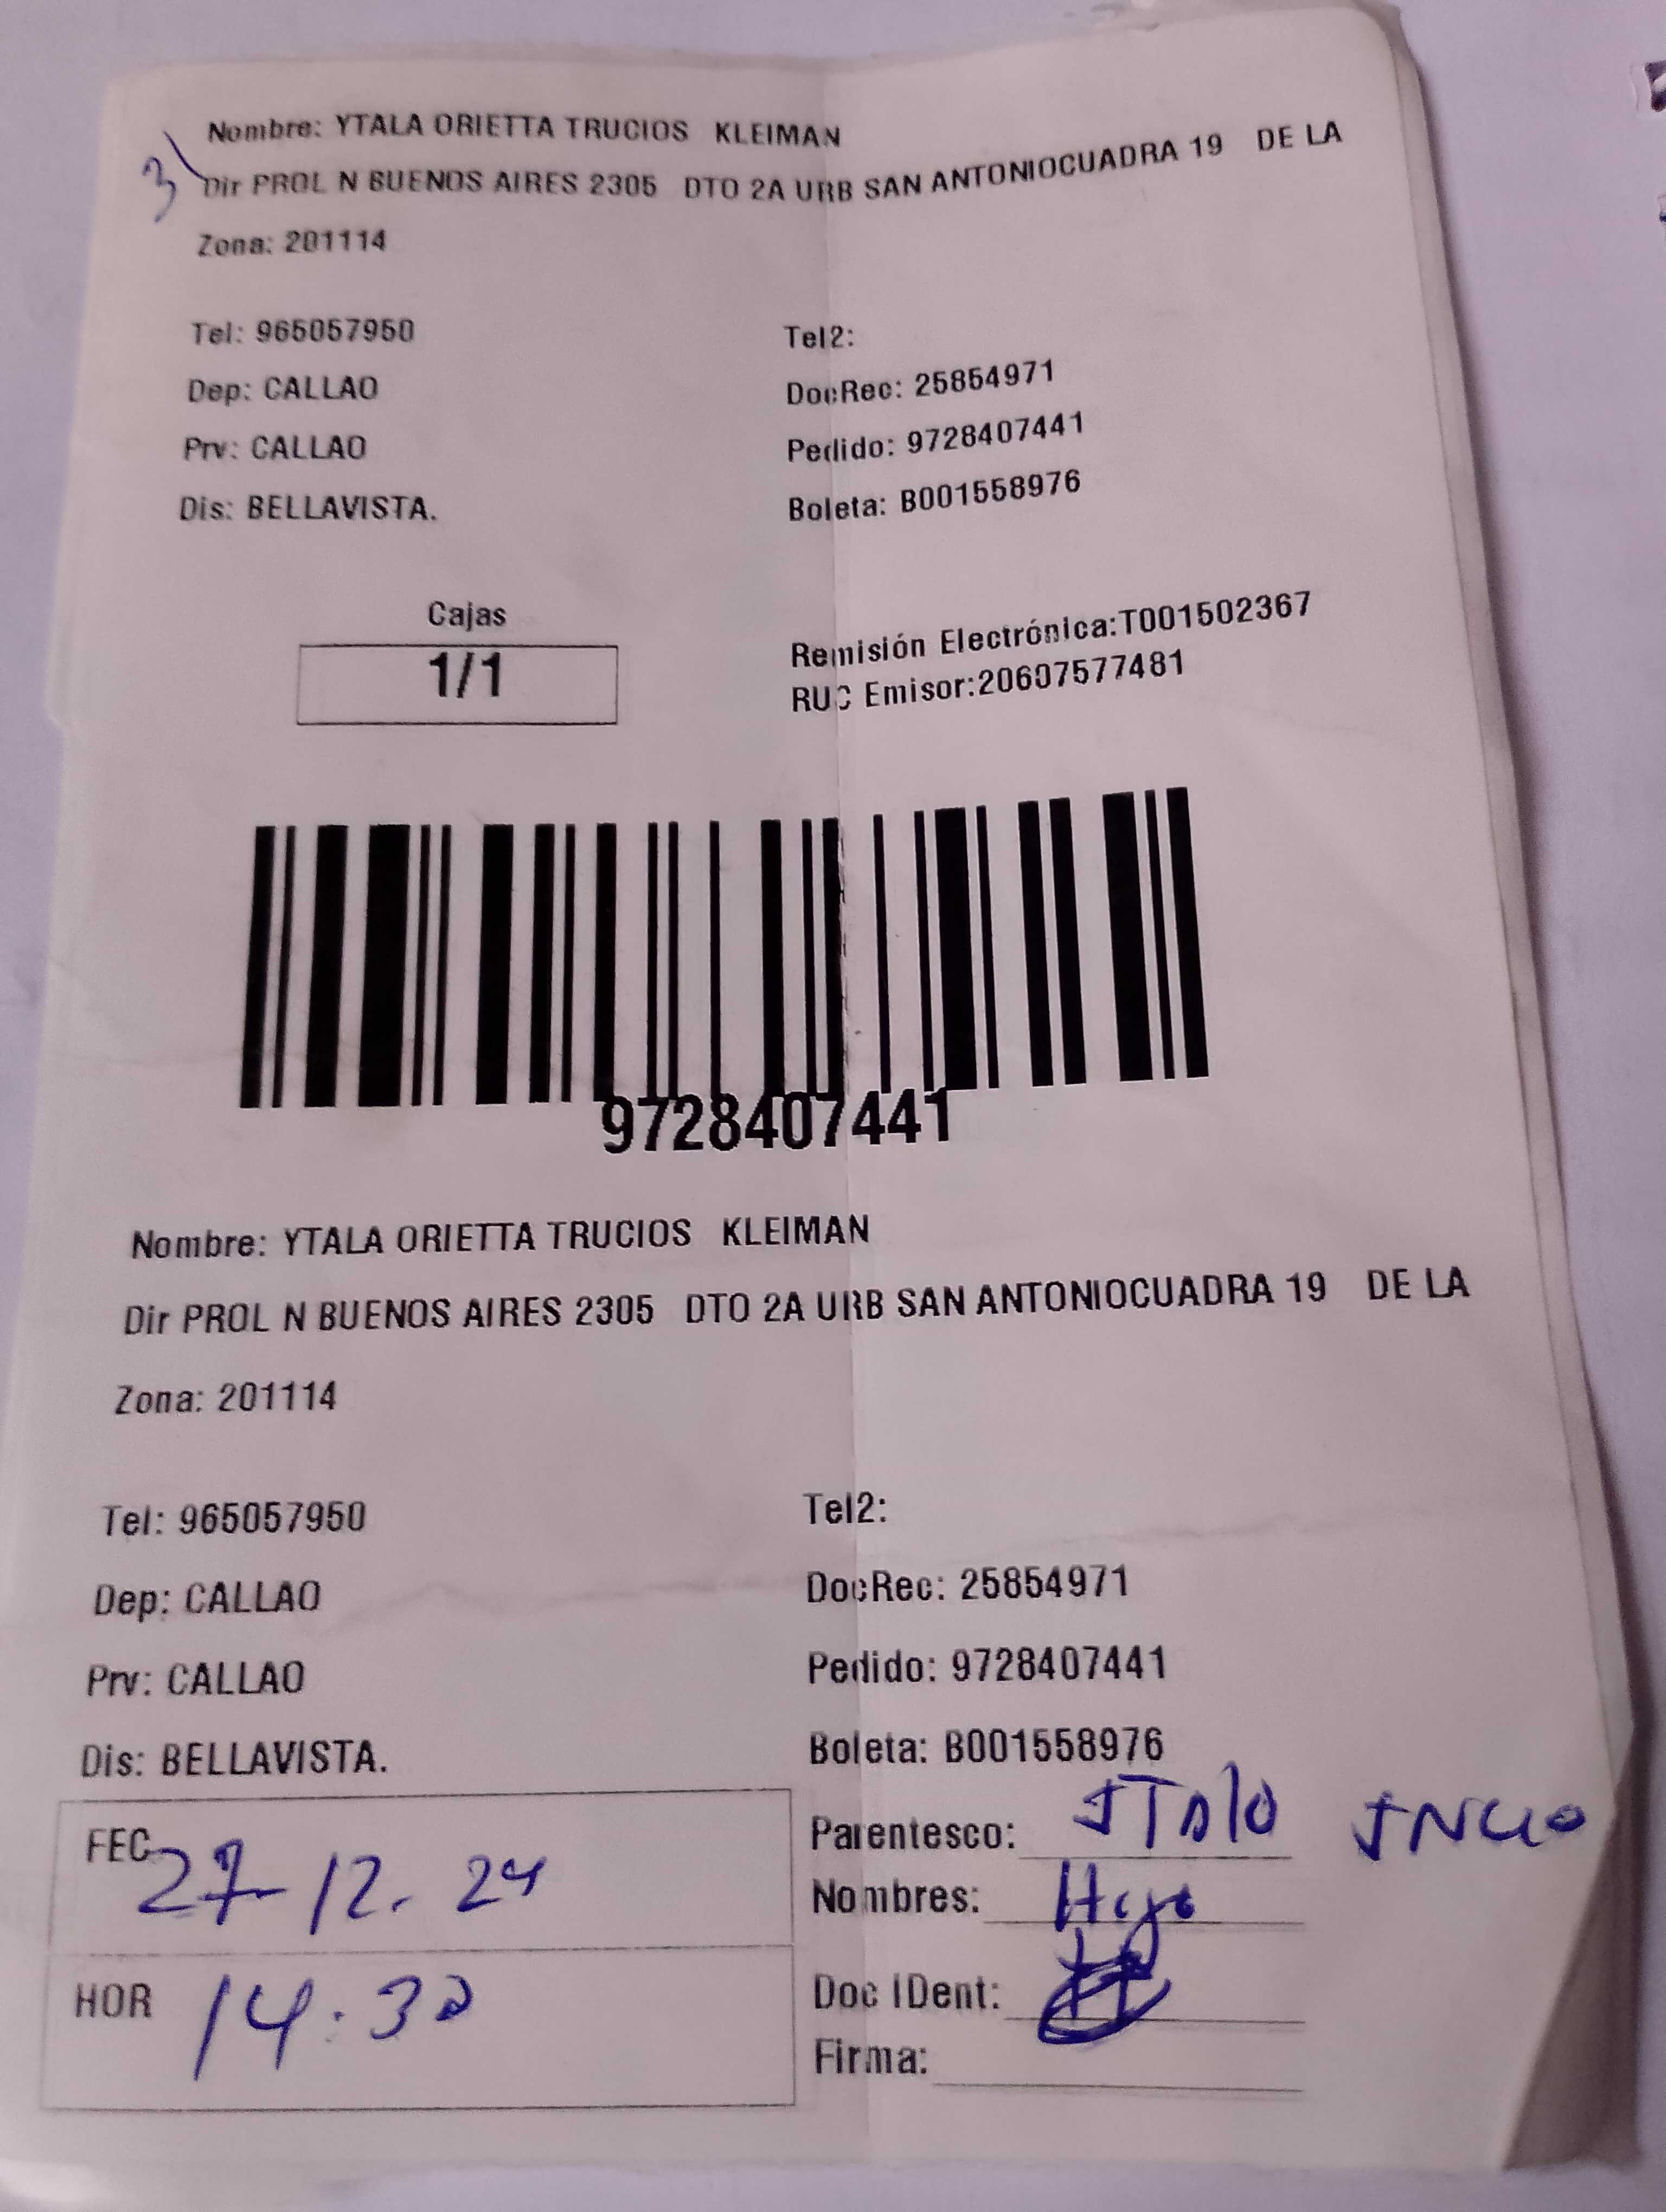 3
Nombre: YTALA ORIETTA TRUCIOS KLEIMAN
Dir PROL N BUENOS AIRES 2305 DTO 2A URB SAN ANTONIOCUADRA 19 DE LA
Zona: 201114
Tel: 965057950 Tel2:
Dep: CALLAO DocRec: 25854971
Prv: CALLAO Pedido: 9728407441
Dis: BELLAVISTA. Boleta: B001558976
Cajas
1/1
Remisión Electrónica:T001502367
RUC Emisor:20607577481
9728407441
Nombre: YTALA ORIETTA TRUCIOS KLEIMAN
Dir PROL N BUENOS AIRES 2305 DTO 2A URB SAN ANTONIOCUADRA 19 DE LA
Zona: 201114
Tel: 965057950 Tel2:
Dep: CALLAO DocRec: 25854971
Prv: CALLAO Pedido: 9728407441
Dis: BELLAVISTA. Boleta: B001558976
FEC 27-12.24
HOR 14:30
Parentesco: ITALO
Nombres: Hijo
Doc IDent:
Firma: